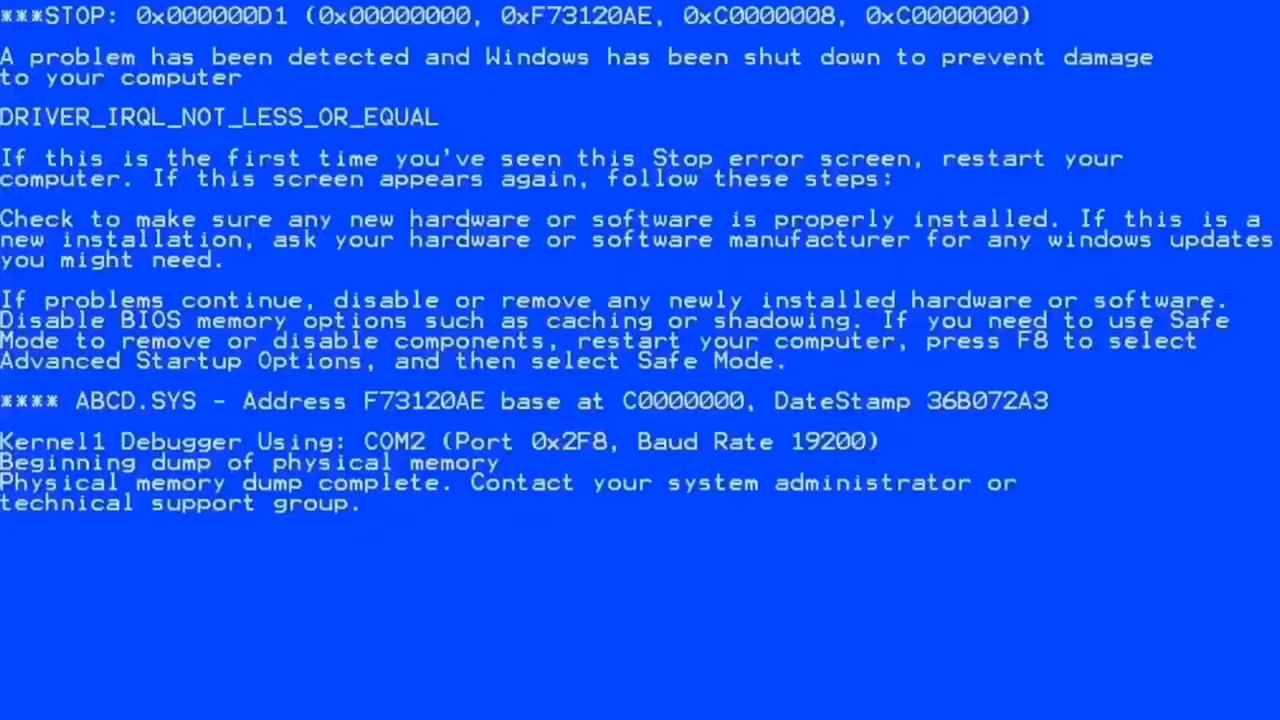 ***STOP: 0x000000D1 (0x00000000, 0xF73120AE, 0xC0000008, 0xC0000000)
A problem has been detected and Windows has been shut down to prevent damage
to your computer
DRIVER_IRQL_NOT_LESS_OR_EQUAL
If this is the first time you've seen this Stop error screen, restart your
computer. If this screen appears again, follow these steps:
Check to make sure any new hardware or software is properly installed. If this is a
new installation, ask your hardware or software manufacturer for any windows updates
you might need.
If problems continue, disable or remove any newly installed hardware or software.
Disable BIOS memory options such as caching or shadowing. If you need to use Safe
Mode to remove or disable components, restart your computer, press F8 to select
Advanced Startup Options, and then select Safe Mode.
**** ABCD.SYS - Address F73120AE base at C0000000, DateStamp 36B072A3
Kernel1 Debugger Using: COM2 (Port 0x2F8, Baud Rate 19200)
Beginning dump of physical memory
Physical memory dump complete. Contact your system administrator or
technical support group.